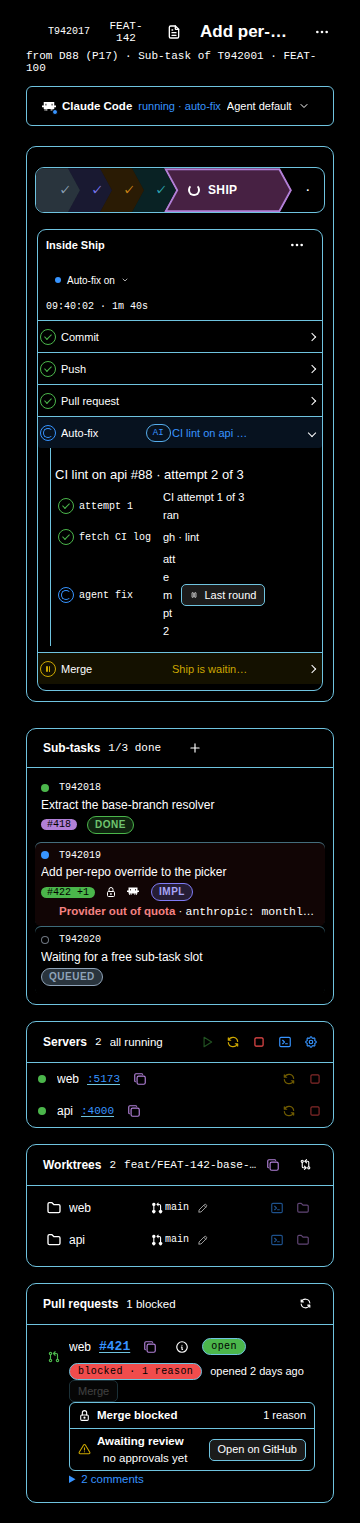 T942017 FEAT-142 Add per-…
from D88 (P17) · Sub-task of T942001 · FEAT-100
Claude Code running · auto-fix Agent default
SHIP
Inside Ship
Auto-fix on
09:40:02 · 1m 40s
Commit
Push
Pull request
Auto-fix AI CI lint on api …
CI lint on api #88 · attempt 2 of 3
attempt 1 CI attempt 1 of 3 ran
fetch CI log gh · lint
agent fix attempt 2 Last round
Merge Ship is waitin…
Sub-tasks 1/3 done
T942018
Extract the base-branch resolver
#418 DONE
T942019
Add per-repo override to the picker
#422 +1 IMPL
Provider out of quota · anthropic: monthl…
T942020
Waiting for a free sub-task slot
QUEUED
Servers 2 all running
web :5173
api :4000
Worktrees 2 feat/FEAT-142-base-…
web main
api main
Pull requests 1 blocked
web #421 open
blocked · 1 reason opened 2 days ago
Merge
Merge blocked 1 reason
Awaiting review
no approvals yet Open on GitHub
2 comments